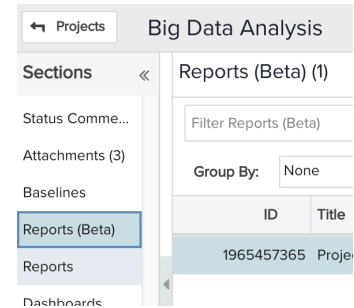 Projects
Big Data Analysis
Sections «
Reports (Beta) (1)
Status Comme...
Attachments (3)
Baselines
Reports (Beta)
Reports
Dashboards
Filter Reports (Beta)
Group By: None
ID Title
1965457365 Projec